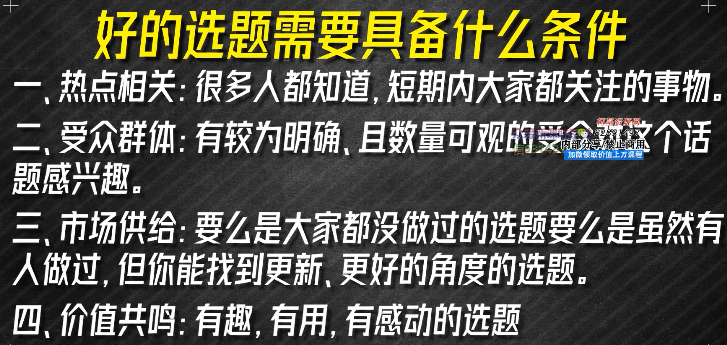 好的选题需要具备什么条件
一、热点相关:很多人都知道,短期内大家都关注的事物。
二、受众群体:有较为明确、且数量可观的受众对这个话
内部分享/禁止商用
加微领取价值上万课程
题感兴趣。
三、市场供给:要么是大家都没做过的选题要么是虽然有
人做过,但你能找到更新、更好的角度的选题。
四、价值共鸣:有趣,有用,有感动的选题